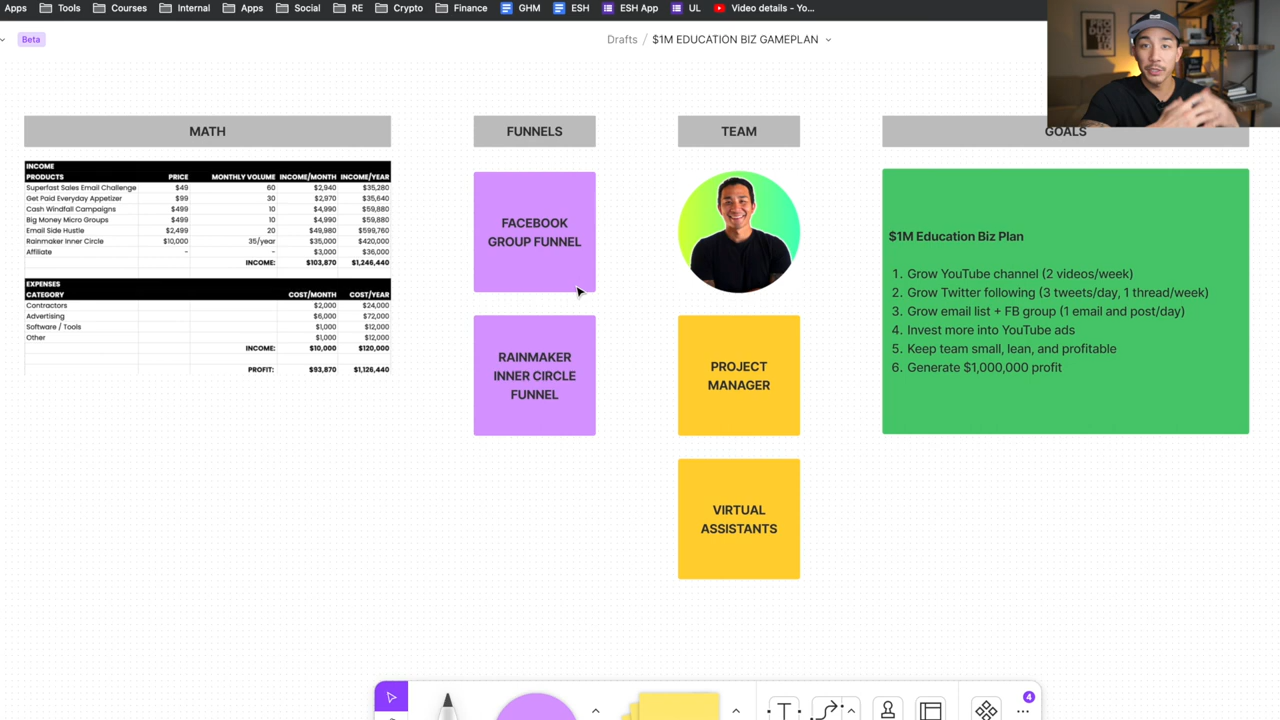 Apps Tools Courses Internal Apps Social RE Crypto Finance GHM ESH ESH App UL Video details - Yo...
Beta
Drafts / $1M EDUCATION BIZ GAMEPLAN
MATH
INCOME
PRODUCTS PRICE MONTHLY VOLUME INCOME/MONTH INCOME/YEAR
Superfast Sales Email Challenge $49 60 $2,940 $35,280
Get Paid Everyday Appetizer $99 30 $2,970 $35,640
Cash Windfall Campaigns $499 10 $4,990 $59,880
Big Money Micro Groups $499 10 $4,990 $59,880
Email Side Hustle $2,499 20 $49,980 $599,760
Rainmaker Inner Circle $10,000 35/year $35,000 $420,000
Affiliate - - $3,000 $36,000
INCOME: $103,870 $1,246,440
EXPENSES
CATEGORY COST/MONTH COST/YEAR
Contractors $2,000 $24,000
Advertising $6,000 $72,000
Software / Tools $1,000 $12,000
Other $1,000 $12,000
INCOME: $10,000 $120,000
PROFIT: $93,870 $1,126,440
FUNNELS
FACEBOOK
GROUP FUNNEL
RAINMAKER
INNER CIRCLE
FUNNEL
TEAM
PROJECT
MANAGER
VIRTUAL
ASSISTANTS
GOALS
$1M Education Biz Plan
1. Grow YouTube channel (2 videos/week)
2. Grow Twitter following (3 tweets/day, 1 thread/week)
3. Grow email list + FB group (1 email and post/day)
4. Invest more into YouTube ads
5. Keep team small, lean, and profitable
6. Generate $1,000,000 profit
T
4